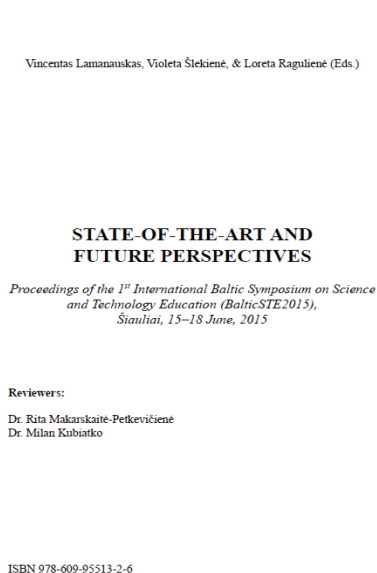 Vincentas Lamanauskas, Violeta Šlekienė, & Loreta Ragulienė (Eds.)
STATE-OF-THE-ART AND
FUTURE PERSPECTIVES
Proceedings of the 1st International Baltic Symposium on Science
and Technology Education (BalticSTE2015),
Šiauliai, 15–18 June, 2015
Reviewers:
Dr. Rita Makarskaitė-Petkevičienė
Dr. Milan Kubiatko
ISBN 978-609-95513-2-6